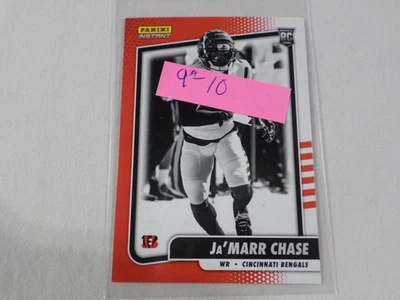 PANINI
INSTANT
RC
9 10
JA'MARR CHASE
WR • CINCINNATI BENGALS